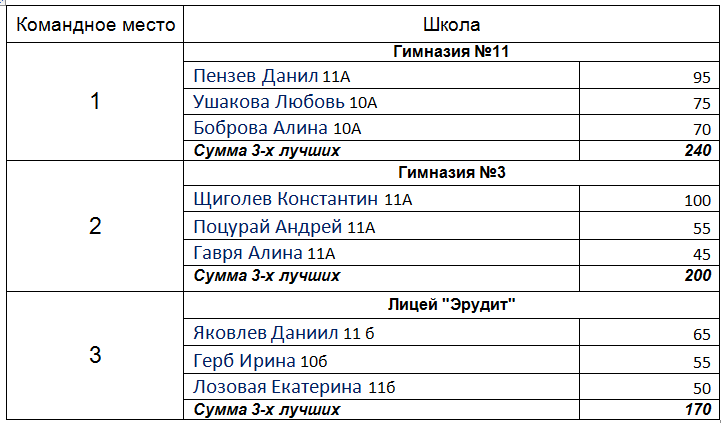 Командное место Школа
Гимназия №11
1
Пензев Данил 11А 95
Ушакова Любовь 10А 75
Боброва Алина 10А 70
Сумма 3-х лучших 240
Гимназия №3
2
Щиголев Константин 11А 100
Поцурай Андрей 11А 55
Гавря Алина 11А 45
Сумма 3-х лучших 200
Лицей "Эрудит"
3
Яковлев Даниил 11 б 65
Герб Ирина 10б 55
Лозовая Екатерина 11б 50
Сумма 3-х лучших 170